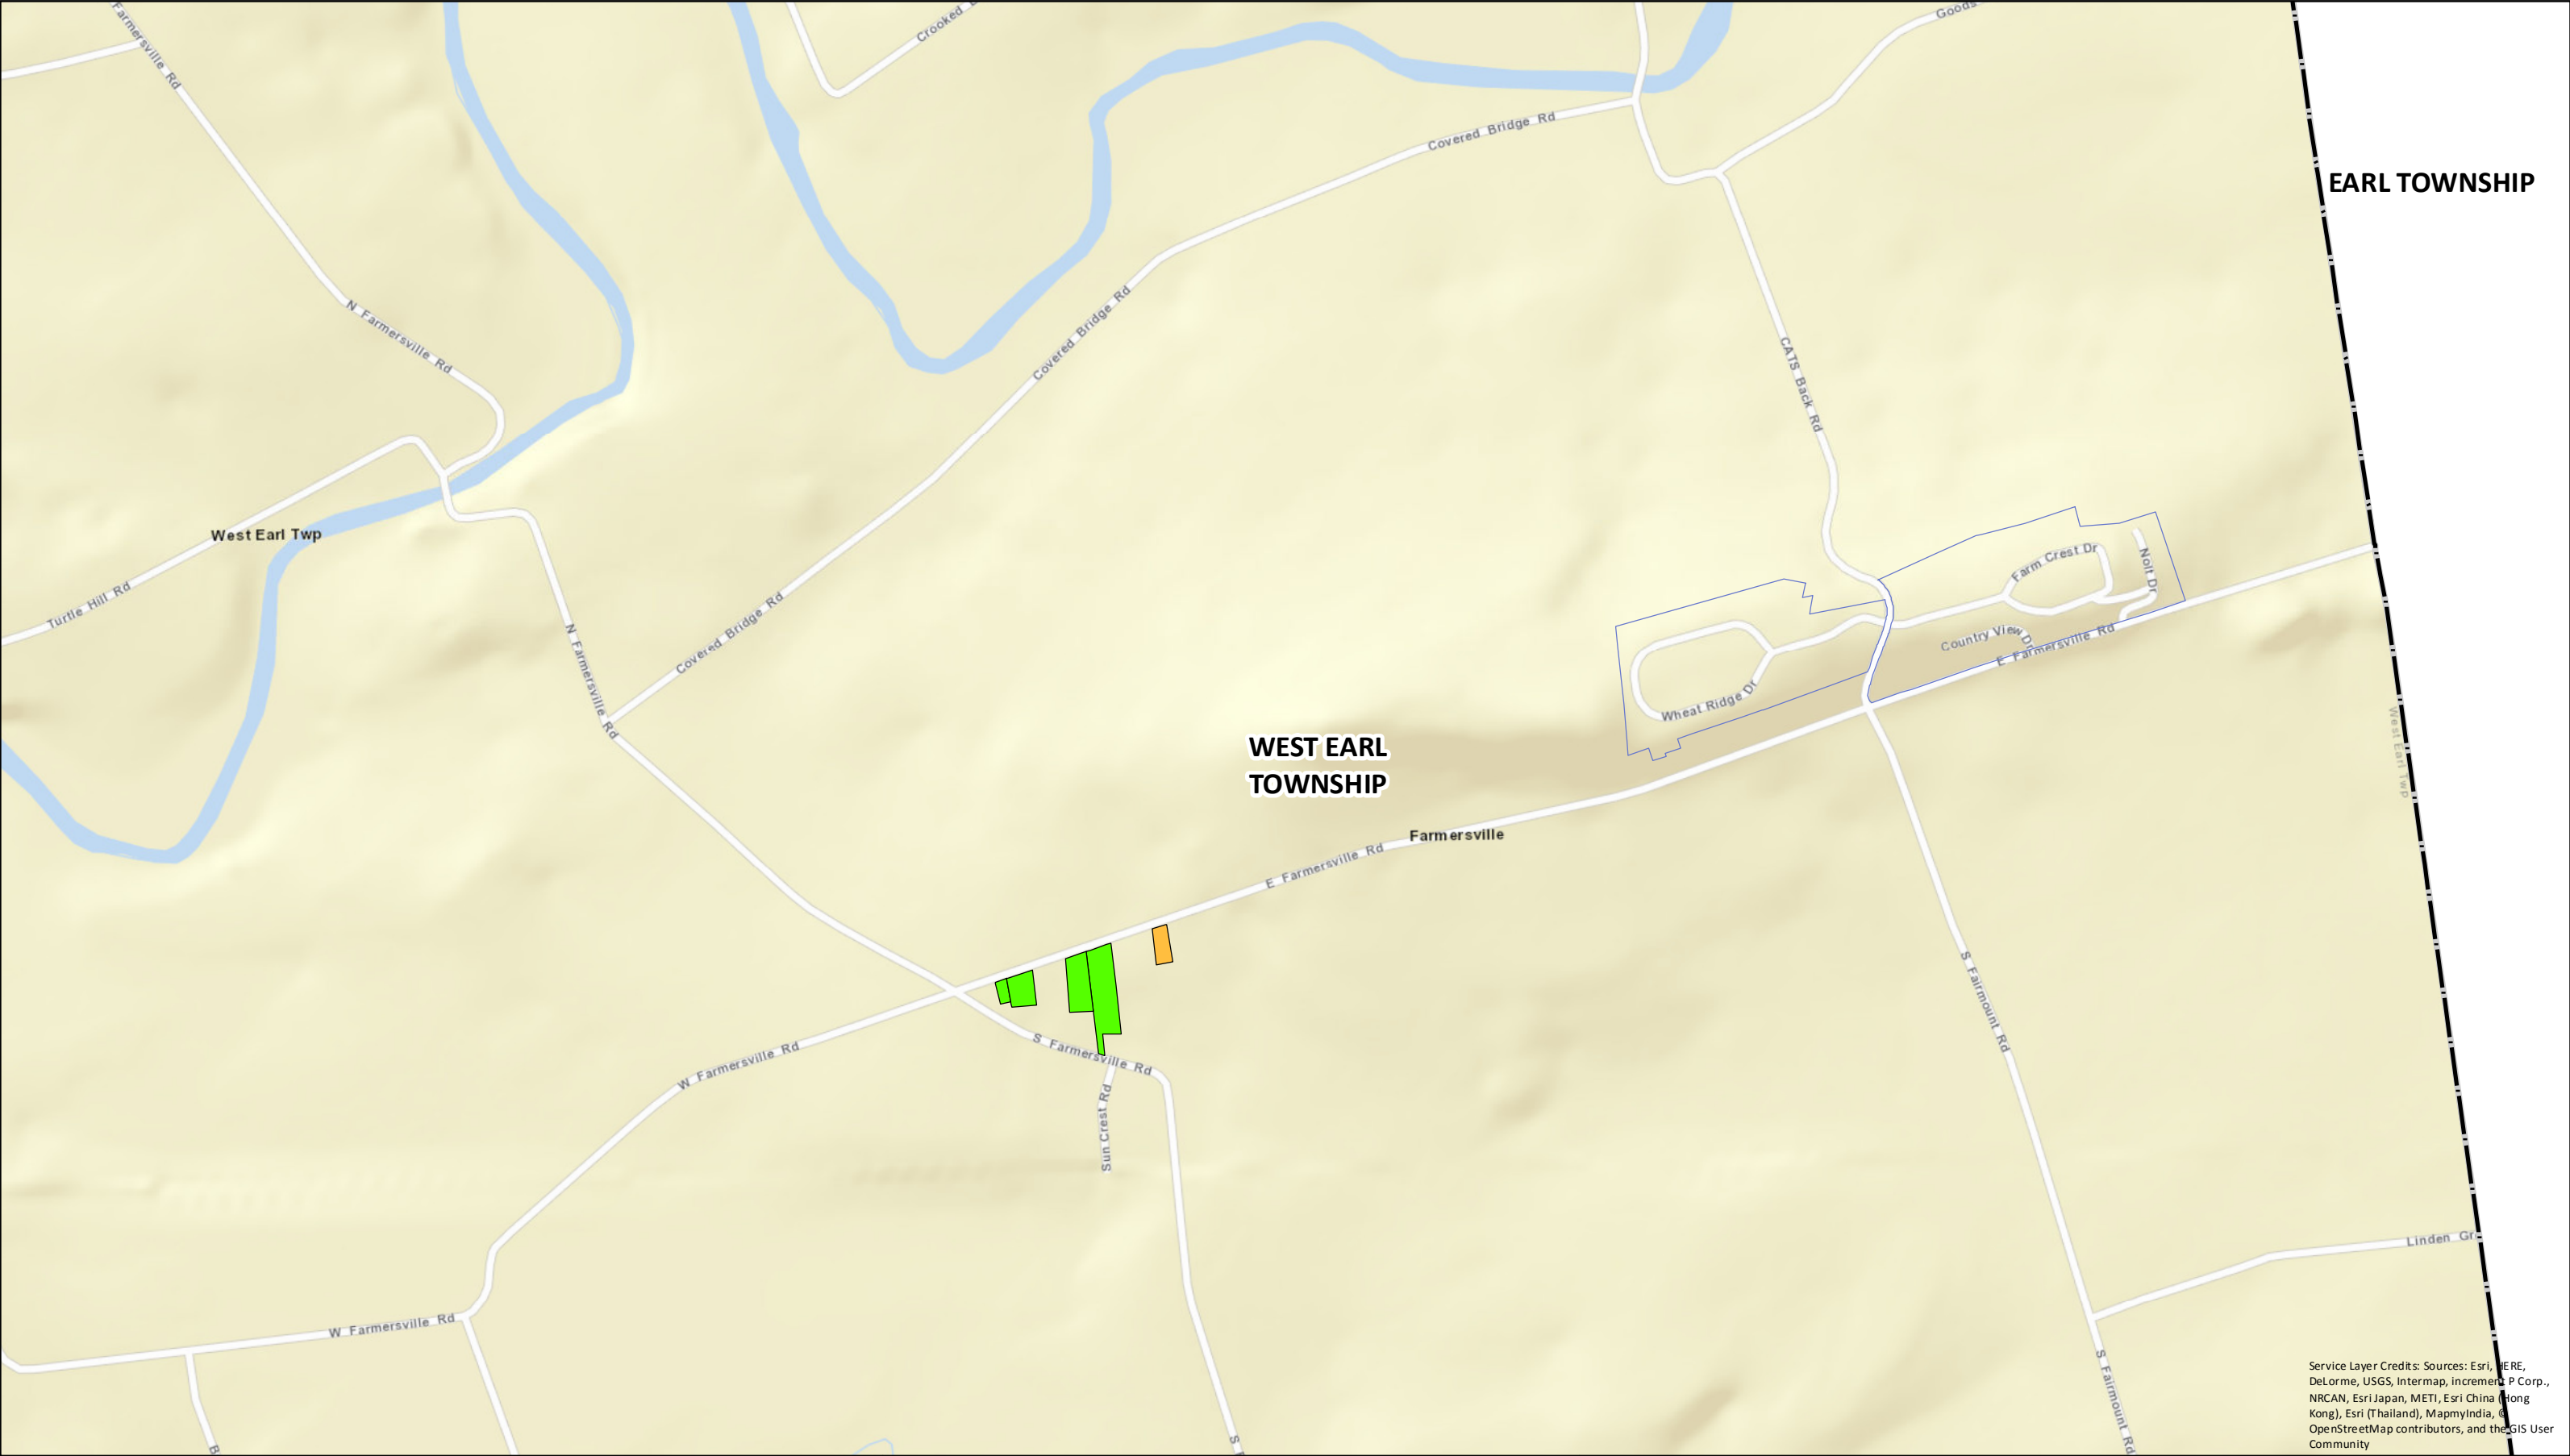 Farmersville Rd
Crooked
Goods
Covered Bridge Rd
EARL TOWNSHIP
N Farmersville Rd
Covered Bridge Rd
CATS Back Rd
West Earl Twp
Turtle Hill Rd
Farm Crest Dr
Nolt Dr
Covered Bridge Rd
N Farmersville Rd
Country View Dr
E Farmersville Rd
Wheat Ridge Dr
West Earl Twp
WEST EARL
TOWNSHIP
Farmersville
E Farmersville Rd
S Fairmount Rd
W Farmersville Rd
S Farmersville Rd
Sun Crest Rd
Linden Gr
W Farmersville Rd
S Fairmount Rd
B
S
Service Layer Credits: Sources: Esri, HERE,
DeLorme, USGS, Intermap, increment P Corp.,
NRCAN, Esri Japan, METI, Esri China (Hong
Kong), Esri (Thailand), MapmyIndia, ©
OpenStreetMap contributors, and the GIS User
Community